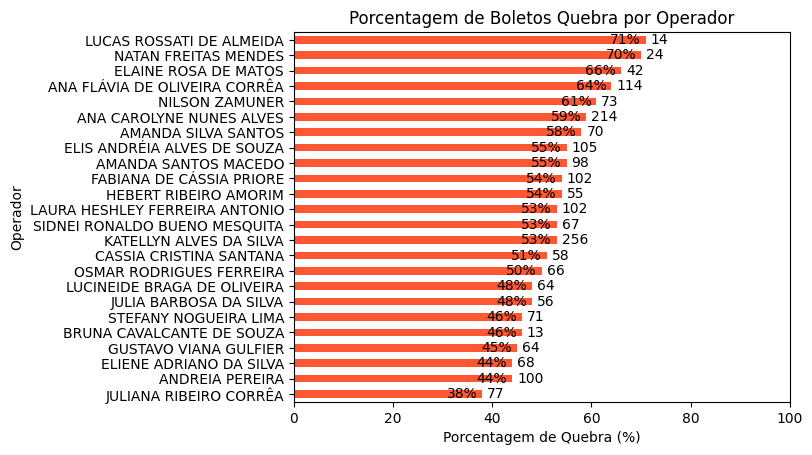 Porcentagem de Boletos Quebra por Operador
LUCAS ROSSATI DE ALMEIDA 71% 14
NATAN FREITAS MENDES 70% 24
ELAINE ROSA DE MATOS 66% 42
ANA FLÁVIA DE OLIVEIRA CORRÊA 64% 114
NILSON ZAMUNER 61% 73
ANA CAROLYNE NUNES ALVES 59% 214
AMANDA SILVA SANTOS 58% 70
ELIS ANDRÉIA ALVES DE SOUZA 55% 105
AMANDA SANTOS MACEDO 55% 98
FABIANA DE CÁSSIA PRIORE 54% 102
HEBERT RIBEIRO AMORIM 54% 55
LAURA HESHLEY FERREIRA ANTONIO 53% 102
SIDNEI RONALDO BUENO MESQUITA 53% 67
KATELLYN ALVES DA SILVA 53% 256
CASSIA CRISTINA SANTANA 51% 58
OSMAR RODRIGUES FERREIRA 50% 66
LUCINEIDE BRAGA DE OLIVEIRA 48% 64
JULIA BARBOSA DA SILVA 48% 56
STEFANY NOGUEIRA LIMA 46% 71
BRUNA CAVALCANTE DE SOUZA 46% 13
GUSTAVO VIANA GULFIER 45% 64
ELIENE ADRIANO DA SILVA 44% 68
ANDREIA PEREIRA 44% 100
JULIANA RIBEIRO CORRÊA 38% 77
Operador
0 20 40 60 80 100
Porcentagem de Quebra (%)